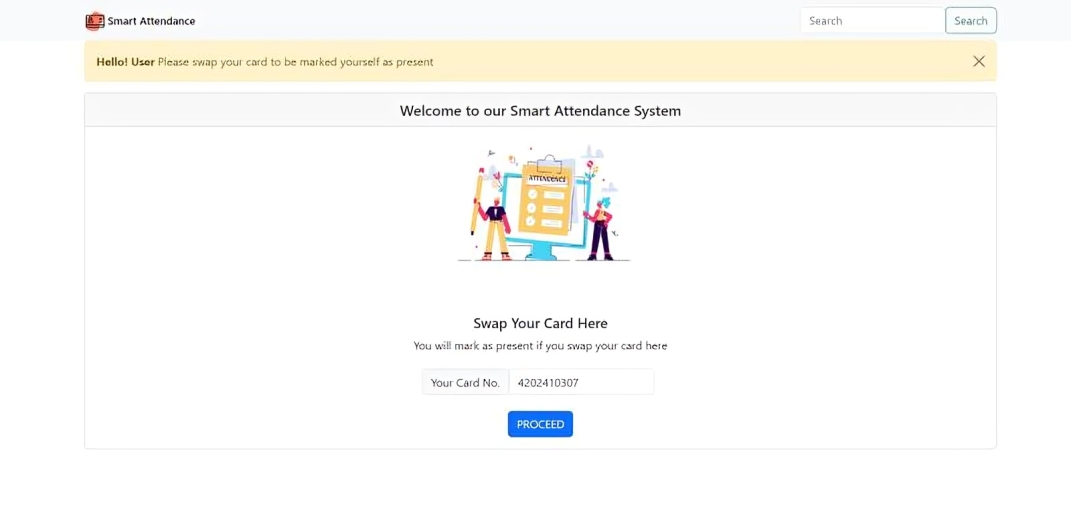 Smart Attendance
Search
Search
Hello! User Please swap your card to be marked yourself as present
Welcome to our Smart Attendance System
ATTENDANCE
Swap Your Card Here
You will mark as present if you swap your card here
Your Card No. 4202410307
PROCEED